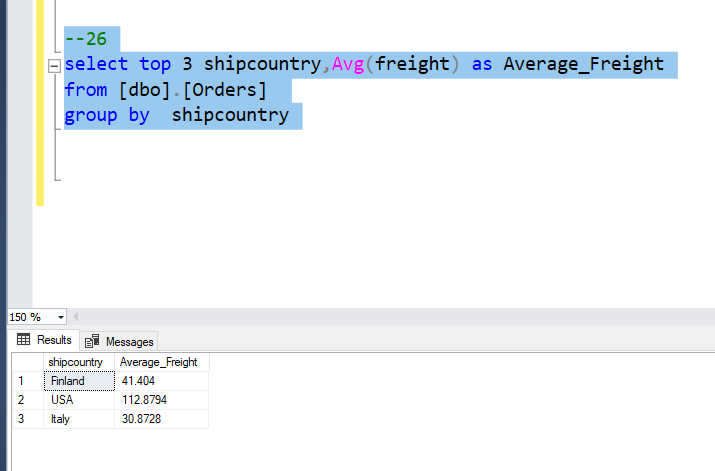 --26
select top 3 shipcountry,Avg(freight) as Average_Freight
from [dbo].[Orders]
group by  shipcountry
150 %
Results Messages
shipcountry Average_Freight
1 Finland 41.404
2 USA 112.8794
3 Italy 30.8728